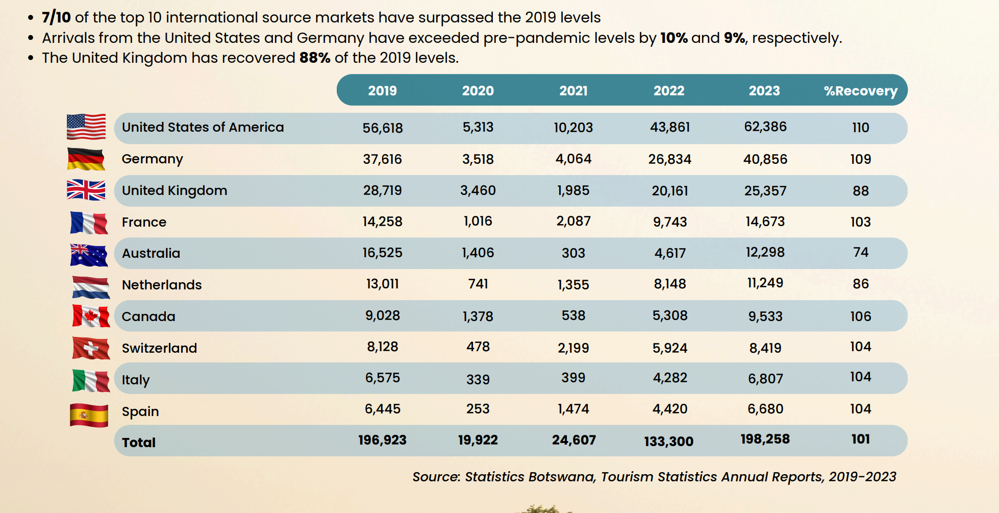 • 7/10 of the top 10 international source markets have surpassed the 2019 levels
• Arrivals from the United States and Germany have exceeded pre-pandemic levels by 10% and 9%, respectively.
• The United Kingdom has recovered 88% of the 2019 levels.
2019 2020 2021 2022 2023 %Recovery
United States of America 56,618 5,313 10,203 43,861 62,386 110
Germany 37,616 3,518 4,064 26,834 40,856 109
United Kingdom 28,719 3,460 1,985 20,161 25,357 88
France 14,258 1,016 2,087 9,743 14,673 103
Australia 16,525 1,406 303 4,617 12,298 74
Netherlands 13,011 741 1,355 8,148 11,249 86
Canada 9,028 1,378 538 5,308 9,533 106
Switzerland 8,128 478 2,199 5,924 8,419 104
Italy 6,575 339 399 4,282 6,807 104
Spain 6,445 253 1,474 4,420 6,680 104
Total 196,923 19,922 24,607 133,300 198,258 101
Source: Statistics Botswana, Tourism Statistics Annual Reports, 2019-2023